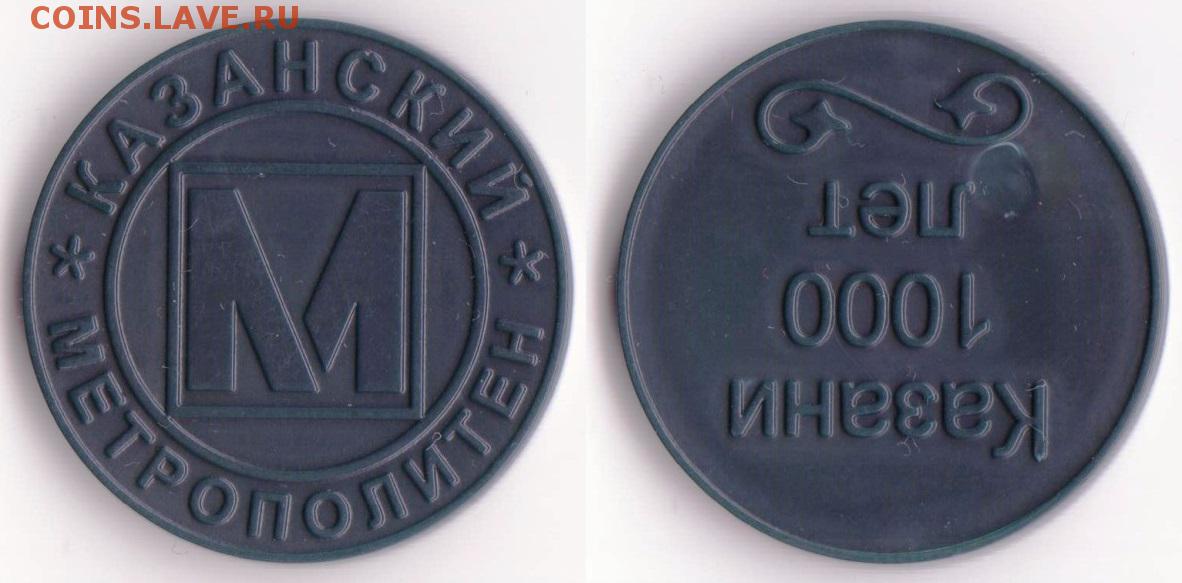 COINS.LAVE.RU
КАЗАНСКИЙ
М
* МЕТРОПОЛИТЕН *
Казани
1000
лет